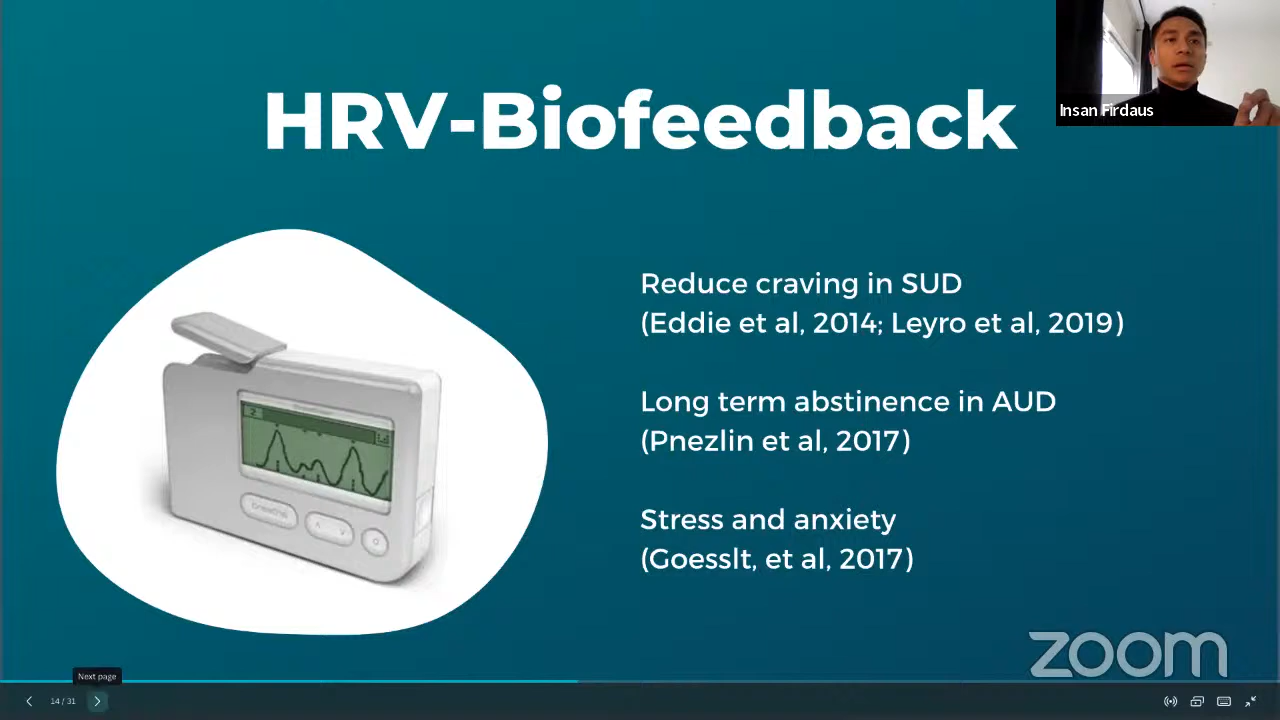 HRV-Biofeedback
Insan Firdaus
Reduce craving in SUD
(Eddie et al, 2014; Leyro et al, 2019)
Long term abstinence in AUD
(Pnezlin et al, 2017)
Stress and anxiety
(Goesslt, et al, 2017)
zoom
Next page
14 / 31